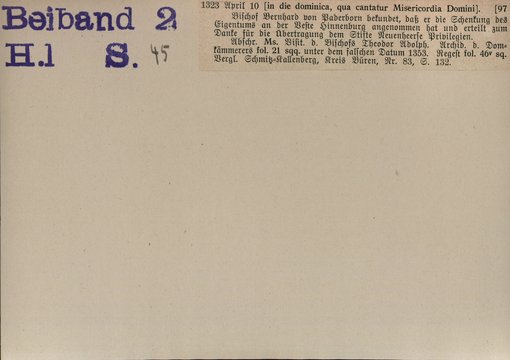 Beiband 2
H.1 S. 45
1323 April 10 [in die dominica, qua cantatur Misericordia Domini]. [97
Bischof Bernhard von Paderborn bekundet, daß er die Schenkung des
Eigentums an der Veste Hinnenburg angenommen hat und erteilt zum
Danke für die Übertragung dem Stifte Neuenheerse Privilegien.
Abschr. Ms. Visit. d. Bischofs Theodor Adolph. Archid. d. Dom-
kämmerers fol. 21 sqq. unter dem falschen Datum 1353. Regest fol. 46v sq.
Vergl. Schmitz-Kallenberg, Kreis Büren, Nr. 83, S. 132.